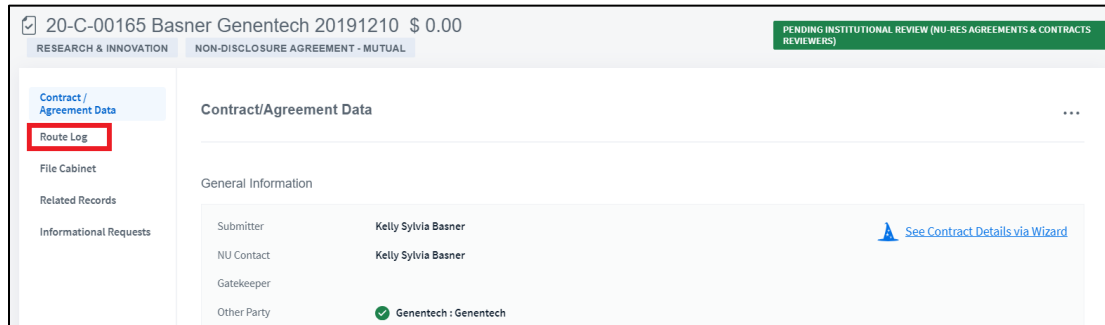 20-C-00165 Basner Genentech 20191210 $ 0.00
RESEARCH & INNOVATION NON-DISCLOSURE AGREEMENT - MUTUAL
PENDING INSTITUTIONAL REVIEW (NU-RES AGREEMENTS & CONTRACTS
REVIEWERS)
Contract /
Agreement Data
Route Log
File Cabinet
Related Records
Informational Requests
Contract/Agreement Data
General Information
Submitter Kelly Sylvia Basner
See Contract Details via Wizard
NU Contact Kelly Sylvia Basner
Gatekeeper
Other Party Genentech : Genentech